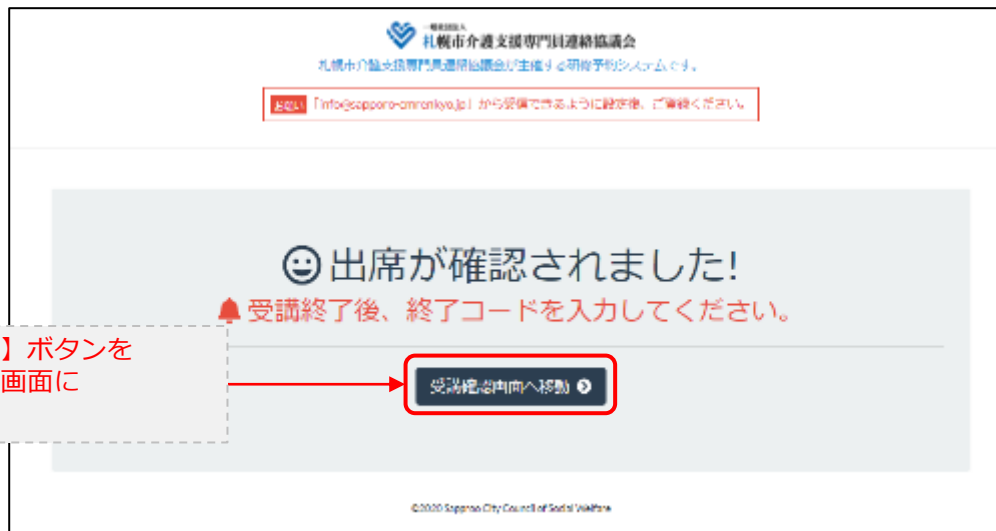 一般社団法人
札幌市介護支援専門員連絡協議会
札幌市介護支援専門員連絡協議会が主催する研修予約システムです。
お願い 「info@sapporo-cmrenkyo.jp」から受信できるように設定後、ご登録ください。
出席が確認されました!
受講終了後、終了コードを入力してください。
】ボタンを
画面に
受講確認画面へ移動
©2020 Sapporo City Council of Social Welfare